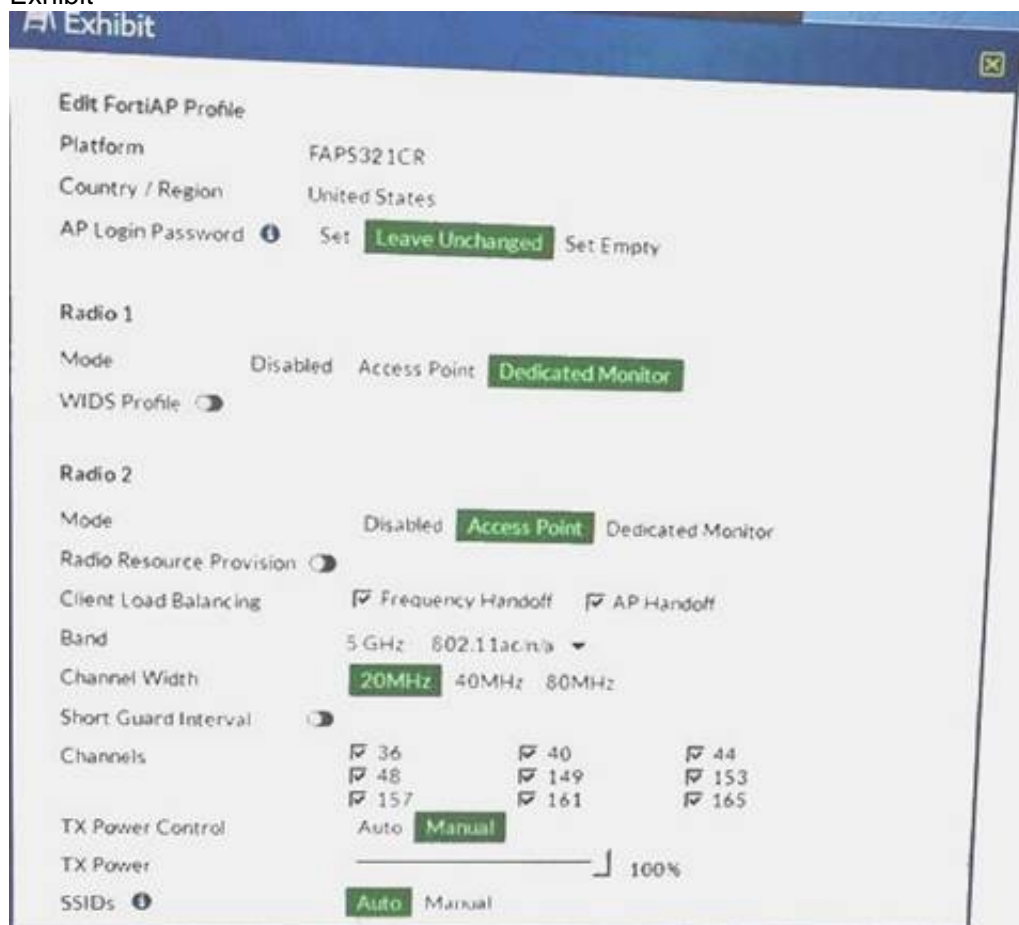 Exhibit
Exhibit
Edit FortiAP Profile
Platform FAPS321CR
Country / Region United States
AP Login Password Set Leave Unchanged Set Empty
Radio 1
Mode Disabled Access Point Dedicated Monitor
WIDS Profile
Radio 2
Mode Disabled Access Point Dedicated Monitor
Radio Resource Provision
Client Load Balancing Frequency Handoff AP Handoff
Band 5 GHz 802.11ac/n/a
Channel Width 20MHz 40MHz 80MHz
Short Guard Interval
Channels 36 40 44
48 149 153
157 161 165
TX Power Control Auto Manual
TX Power 100%
SSIDs Auto Manual